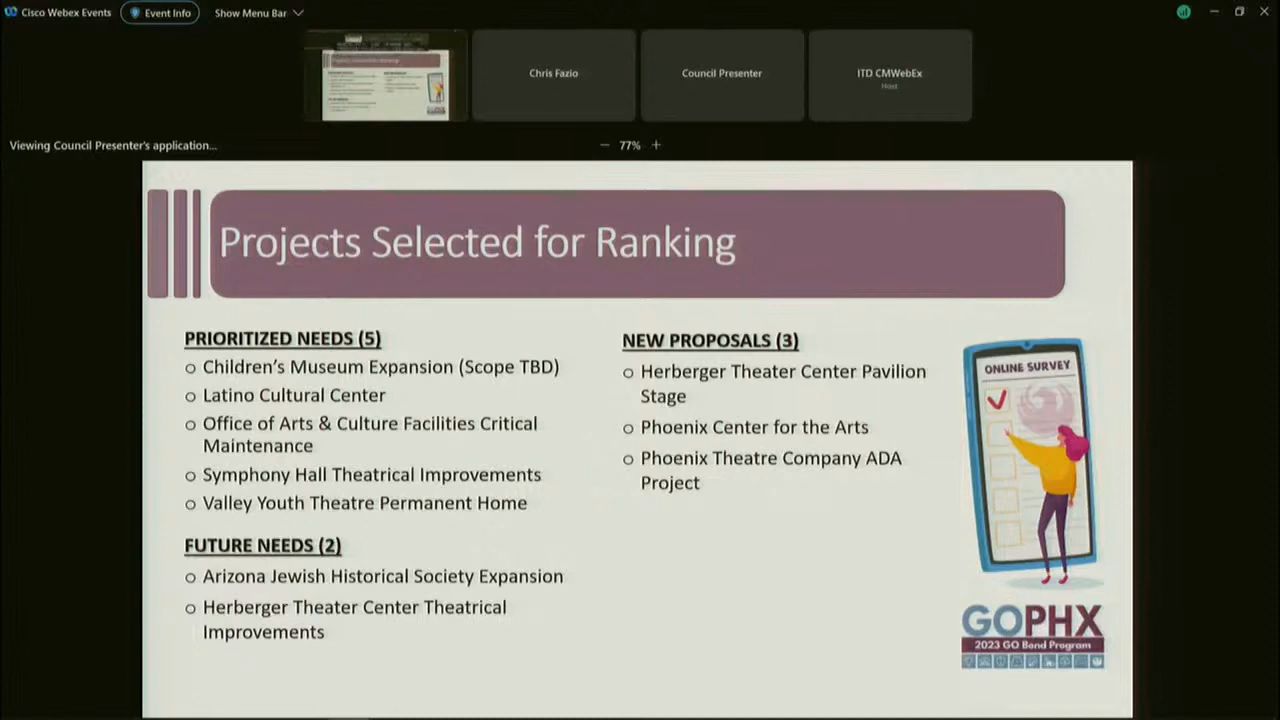 Cisco Webex Events
Event Info
Show Menu Bar
Chris Fazio
Council Presenter
ITD CMWebEx
Host
Viewing Council Presenter's application...
77%
Projects Selected for Ranking
PRIORITIZED NEEDS (5)
Children's Museum Expansion (Scope TBD)
Latino Cultural Center
Office of Arts & Culture Facilities Critical
Maintenance
Symphony Hall Theatrical Improvements
Valley Youth Theatre Permanent Home
FUTURE NEEDS (2)
Arizona Jewish Historical Society Expansion
Herberger Theater Center Theatrical
Improvements
NEW PROPOSALS (3)
Herberger Theater Center Pavilion
Stage
Phoenix Center for the Arts
Phoenix Theatre Company ADA
Project
ONLINE SURVEY
GOPHX
2023 GO Bond Program